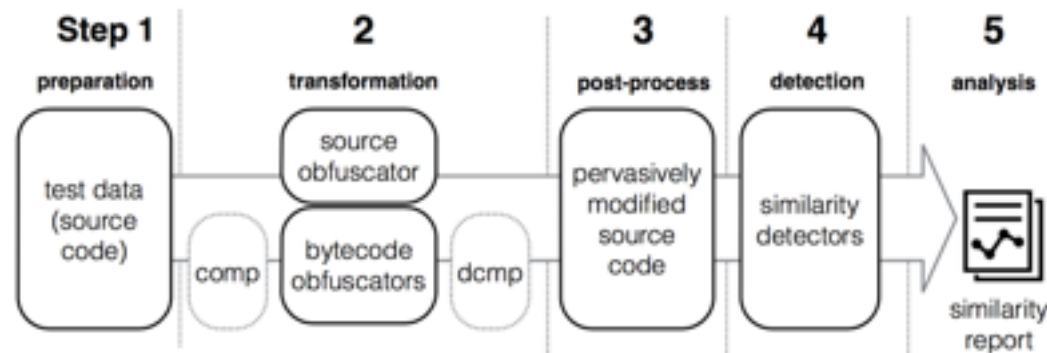 Step 1
2
3
4
5
preparation
transformation
post-process
detection
analysis
test data
(source
code)
source
obfuscator
comp
bytecode
obfuscators
dcmp
pervasively
modified
source
code
similarity
detectors
similarity
report